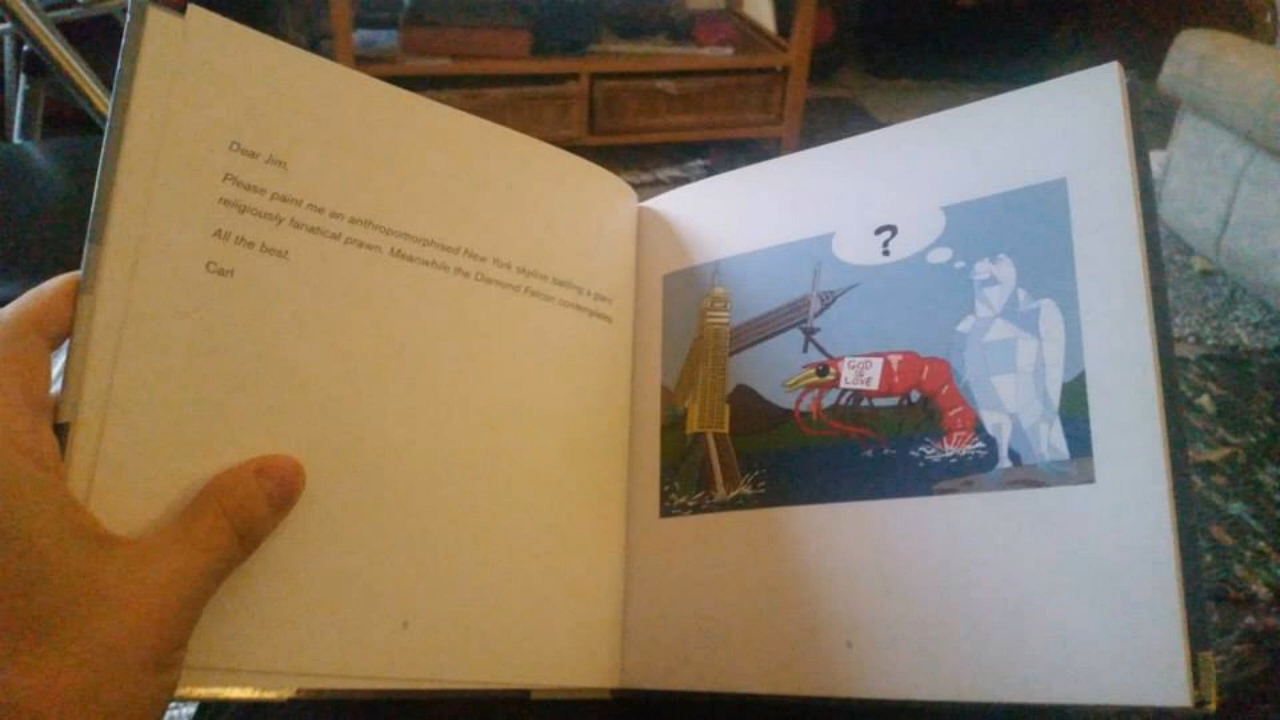 Dear Jim,
Please paint me an anthropomorphised New York skyline battling a giant
religiously fanatical prawn. Meanwhile the Diamond Falcon contemplates.
All the best,
Carl
?
GOD
IS
LOVE